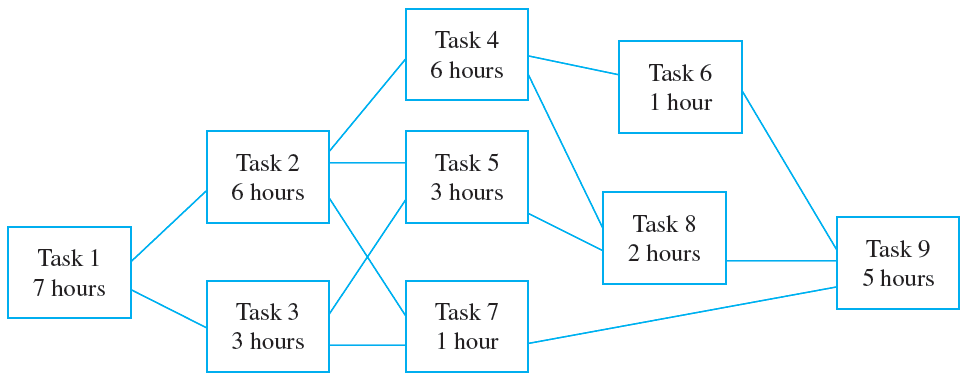 Task 1
7 hours
Task 2
6 hours
Task 3
3 hours
Task 4
6 hours
Task 5
3 hours
Task 7
1 hour
Task 6
1 hour
Task 8
2 hours
Task 9
5 hours